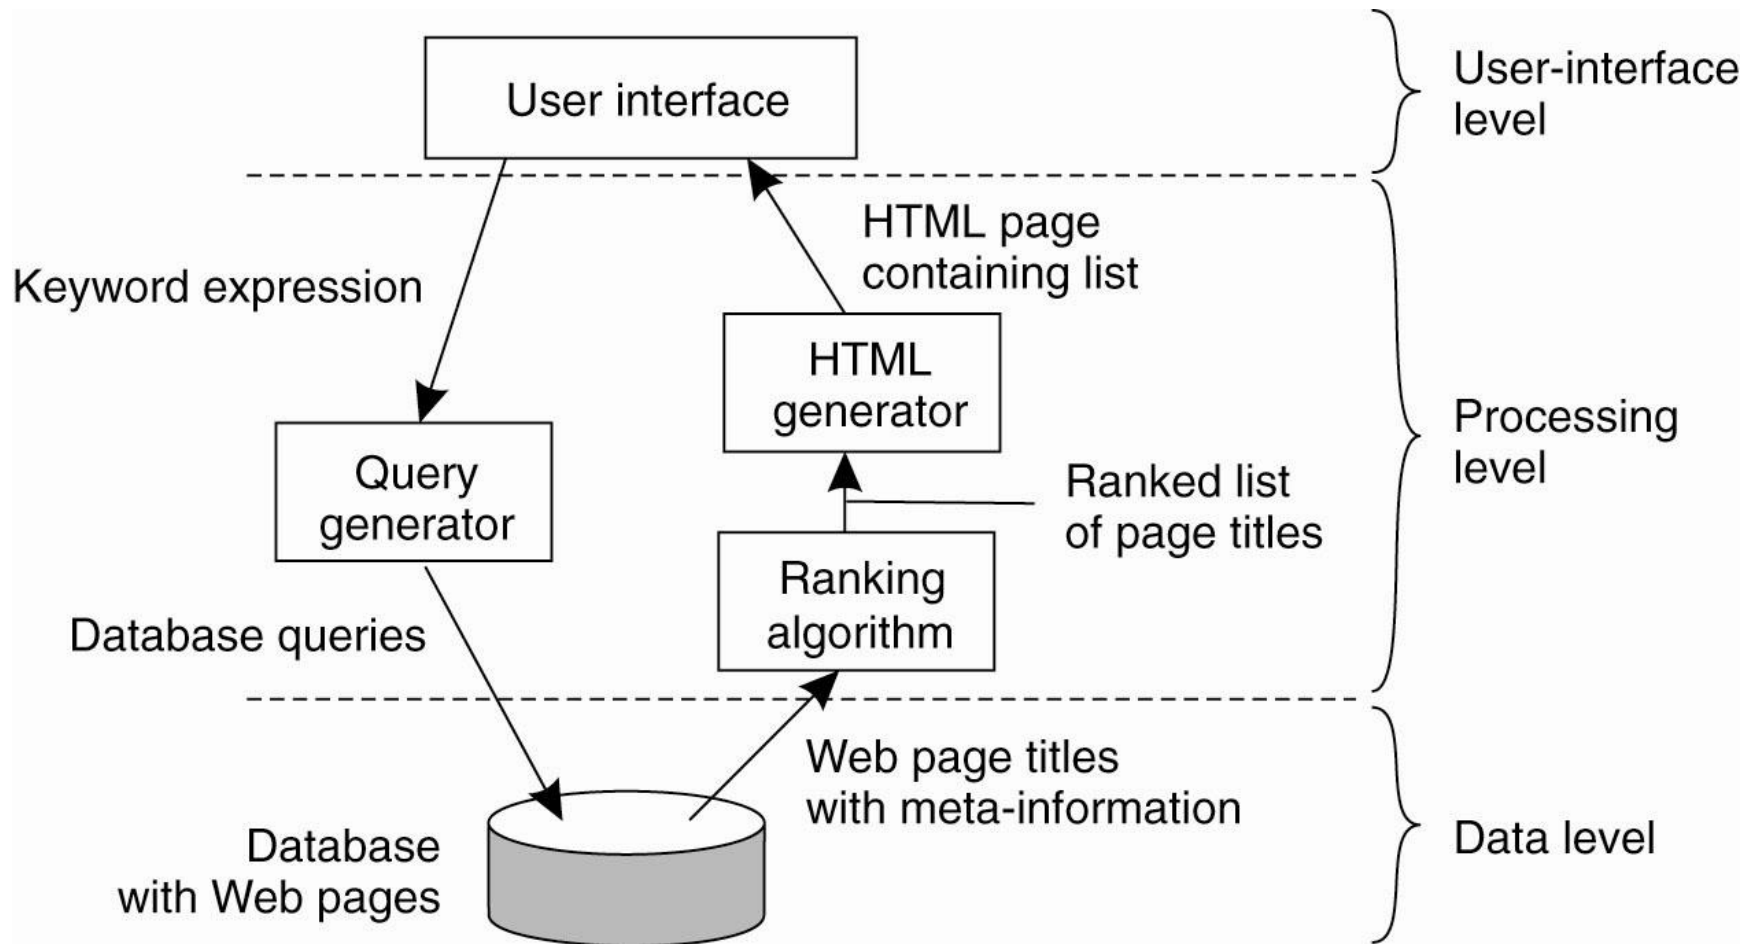 User interface
User-interface
level
Keyword expression
HTML page
containing list
HTML
generator
Processing
level
Query
generator
Ranked list
of page titles
Ranking
algorithm
Database queries
Web page titles
with meta-information
Database
with Web pages
Data level